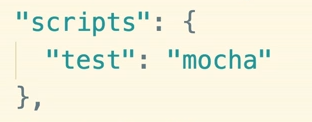 "scripts": {
"test": "mocha"
},